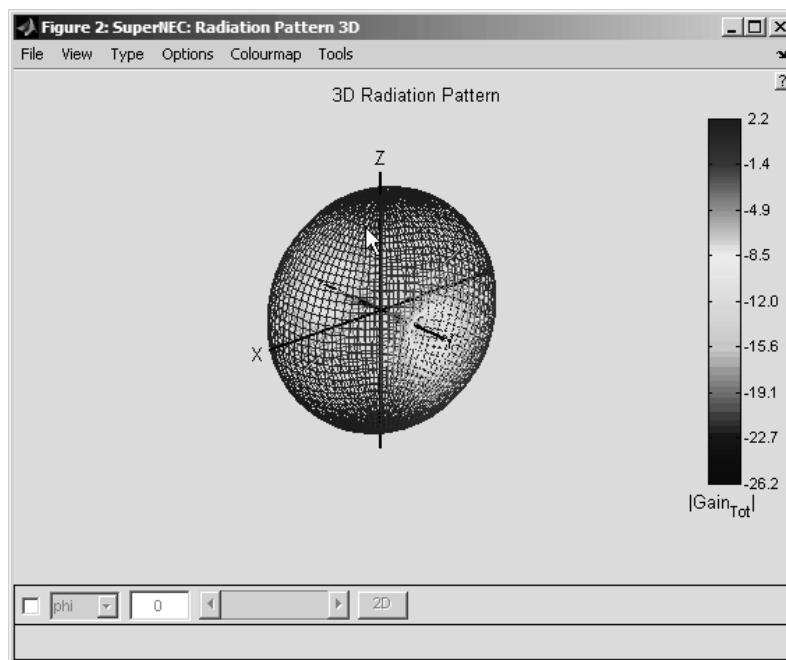 Figure 2: SuperNEC: Radiation Pattern 3D
File View Type Options Colourmap Tools
?
3D Radiation Pattern
Z
X
2.2
-1.4
-4.9
-8.5
-12.0
-15.6
-19.1
-22.7
-26.2
|Gain_Tot|
phi 0 2D